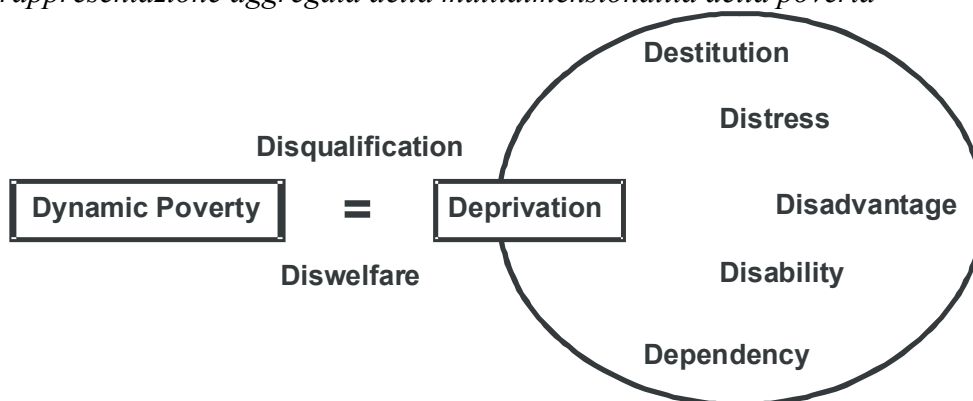 rappresentazione aggregata della multidimensionalità della povertà
Destitution
Distress
Disqualification
Dynamic Poverty
=
Deprivation
Disadvantage
Diswelfare
Disability
Dependency